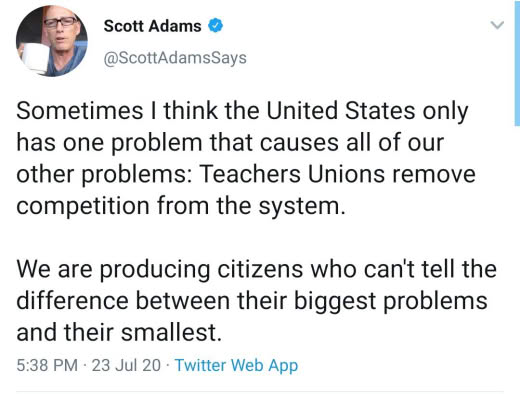 Scott Adams
@ScottAdamsSays
Sometimes I think the United States only
has one problem that causes all of our
other problems: Teachers Unions remove
competition from the system.
We are producing citizens who can't tell the
difference between their biggest problems
and their smallest.
5:38 PM · 23 Jul 20 · Twitter Web App